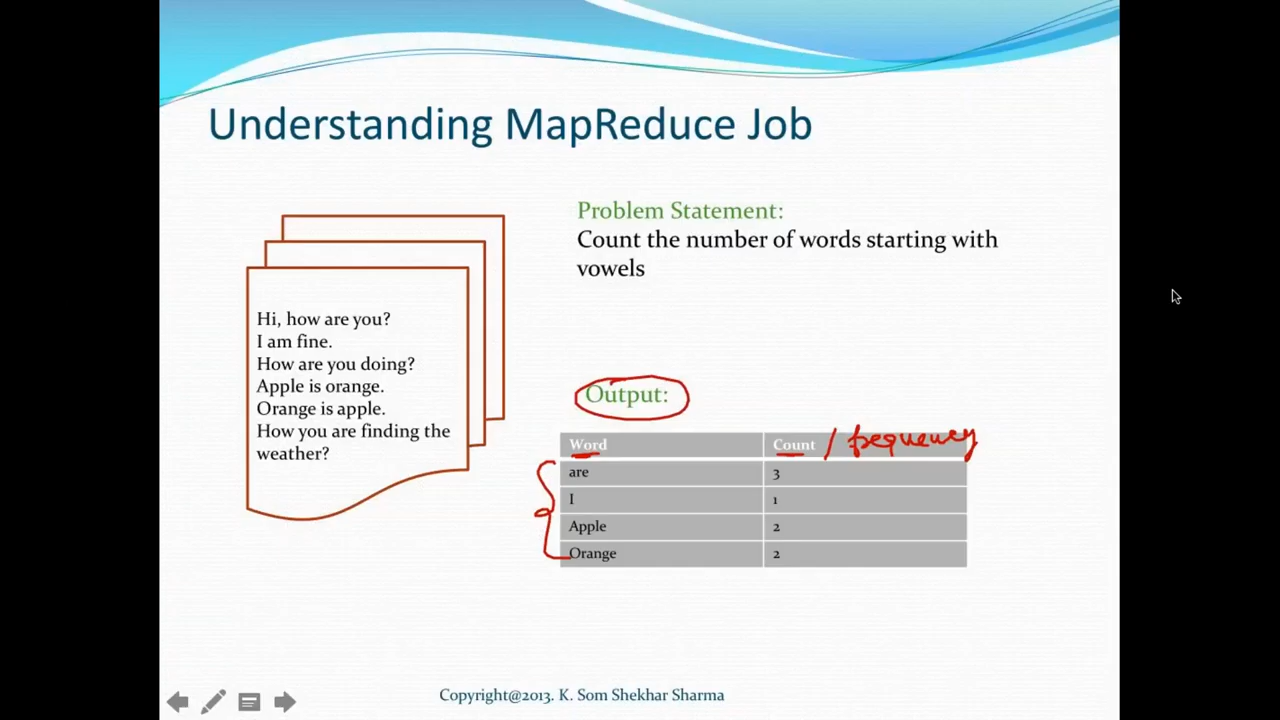 Understanding MapReduce Job
Hi, how are you?
I am fine.
How are you doing?
Apple is orange.
Orange is apple.
How you are finding the
weather?
Problem Statement:
Count the number of words starting with
vowels
Output:
Word Count / frequency
are 3
I 1
Apple 2
Orange 2
Copyright@2013. K. Som Shekhar Sharma